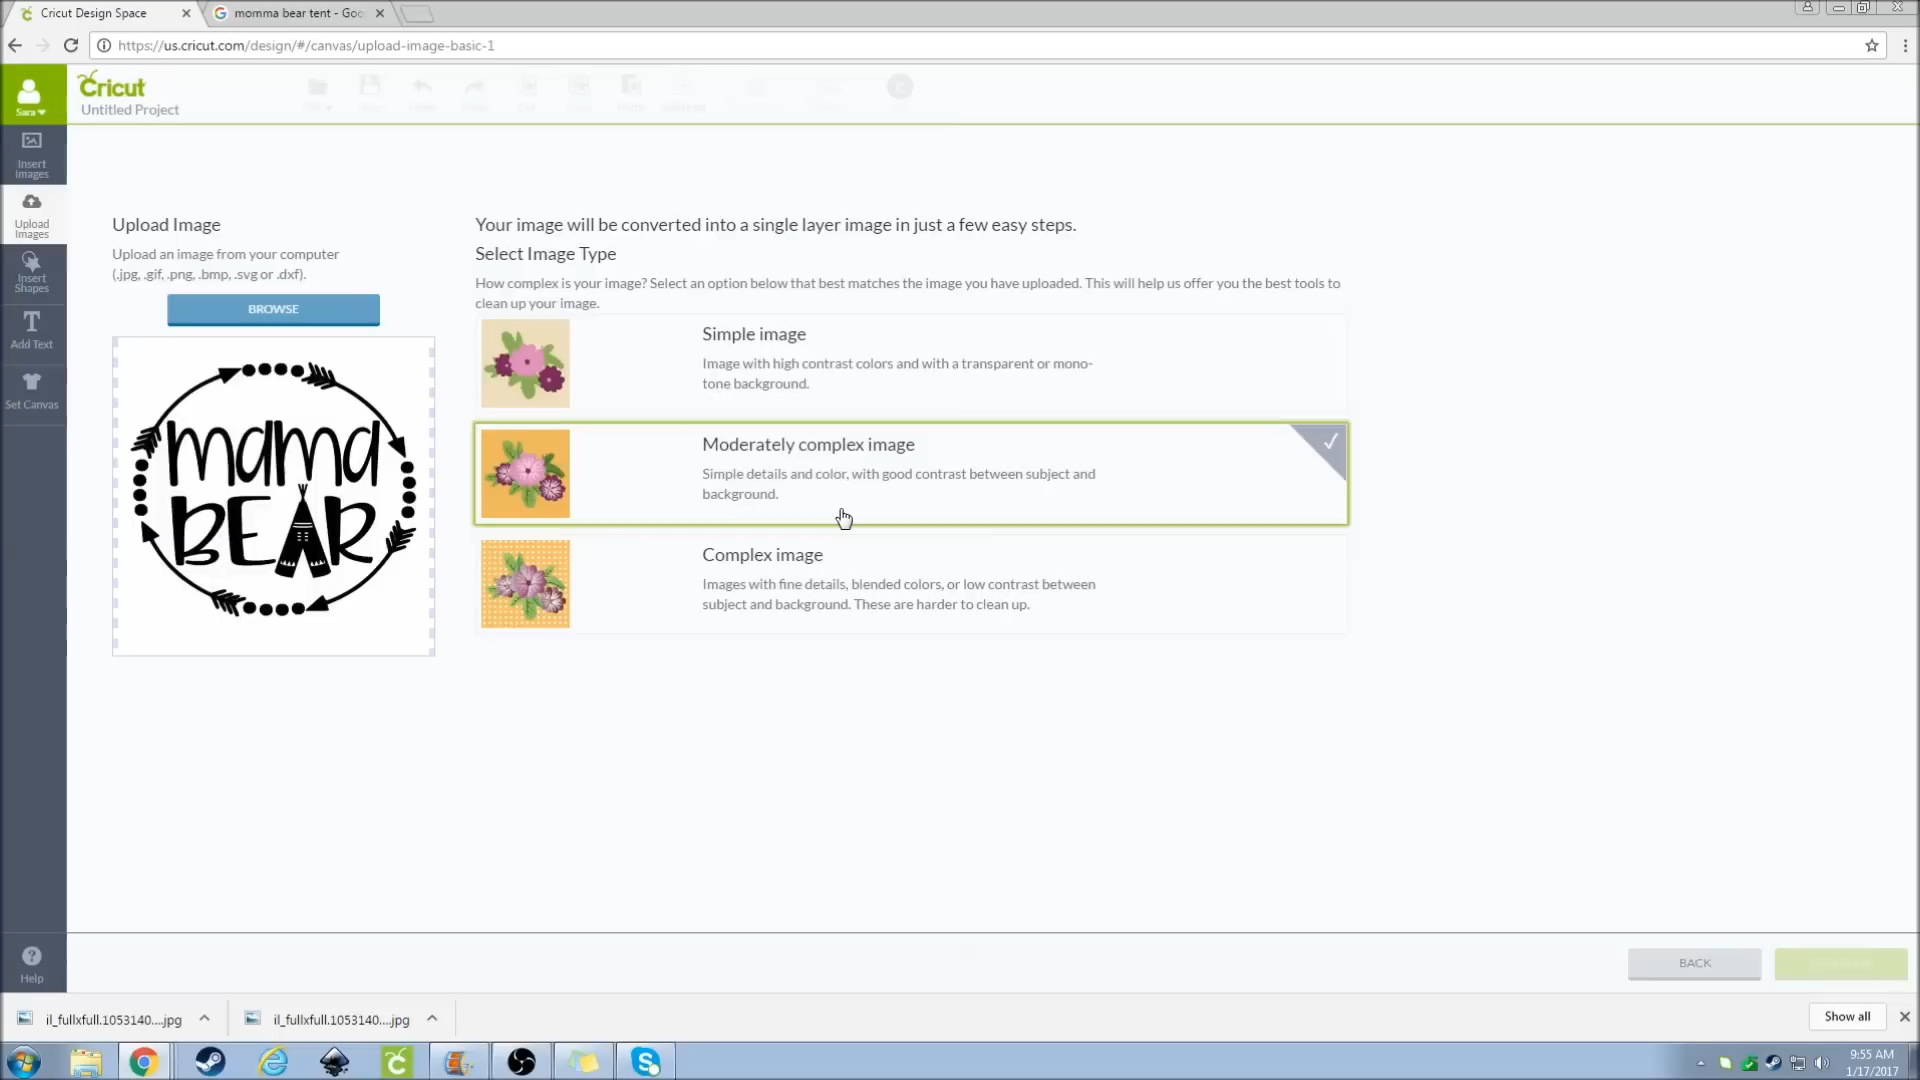 Cricut Design Space
momma bear tent - Goo
https://us.cricut.com/design/#/canvas/upload-image-basic-1
Sara
Cricut
Untitled Project
Insert
Images
Upload
Images
Insert
Shapes
Add Text
Set Canvas
Help
Upload Image
Upload an image from your computer
(.jpg, .gif, .png, .bmp, .svg or .dxf).
BROWSE
mama
BEAR
Your image will be converted into a single layer image in just a few easy steps.
Select Image Type
How complex is your image? Select an option below that best matches the image you have uploaded. This will help us offer you the best tools to
clean up your image.
Simple image
Image with high contrast colors and with a transparent or mono-
tone background.
Moderately complex image
Simple details and color, with good contrast between subject and
background.
Complex image
Images with fine details, blended colors, or low contrast between
subject and background. These are harder to clean up.
BACK
il_fullxfull.1053140....jpg
il_fullxfull.1053140....jpg
Show all
9:55 AM
1/17/2017